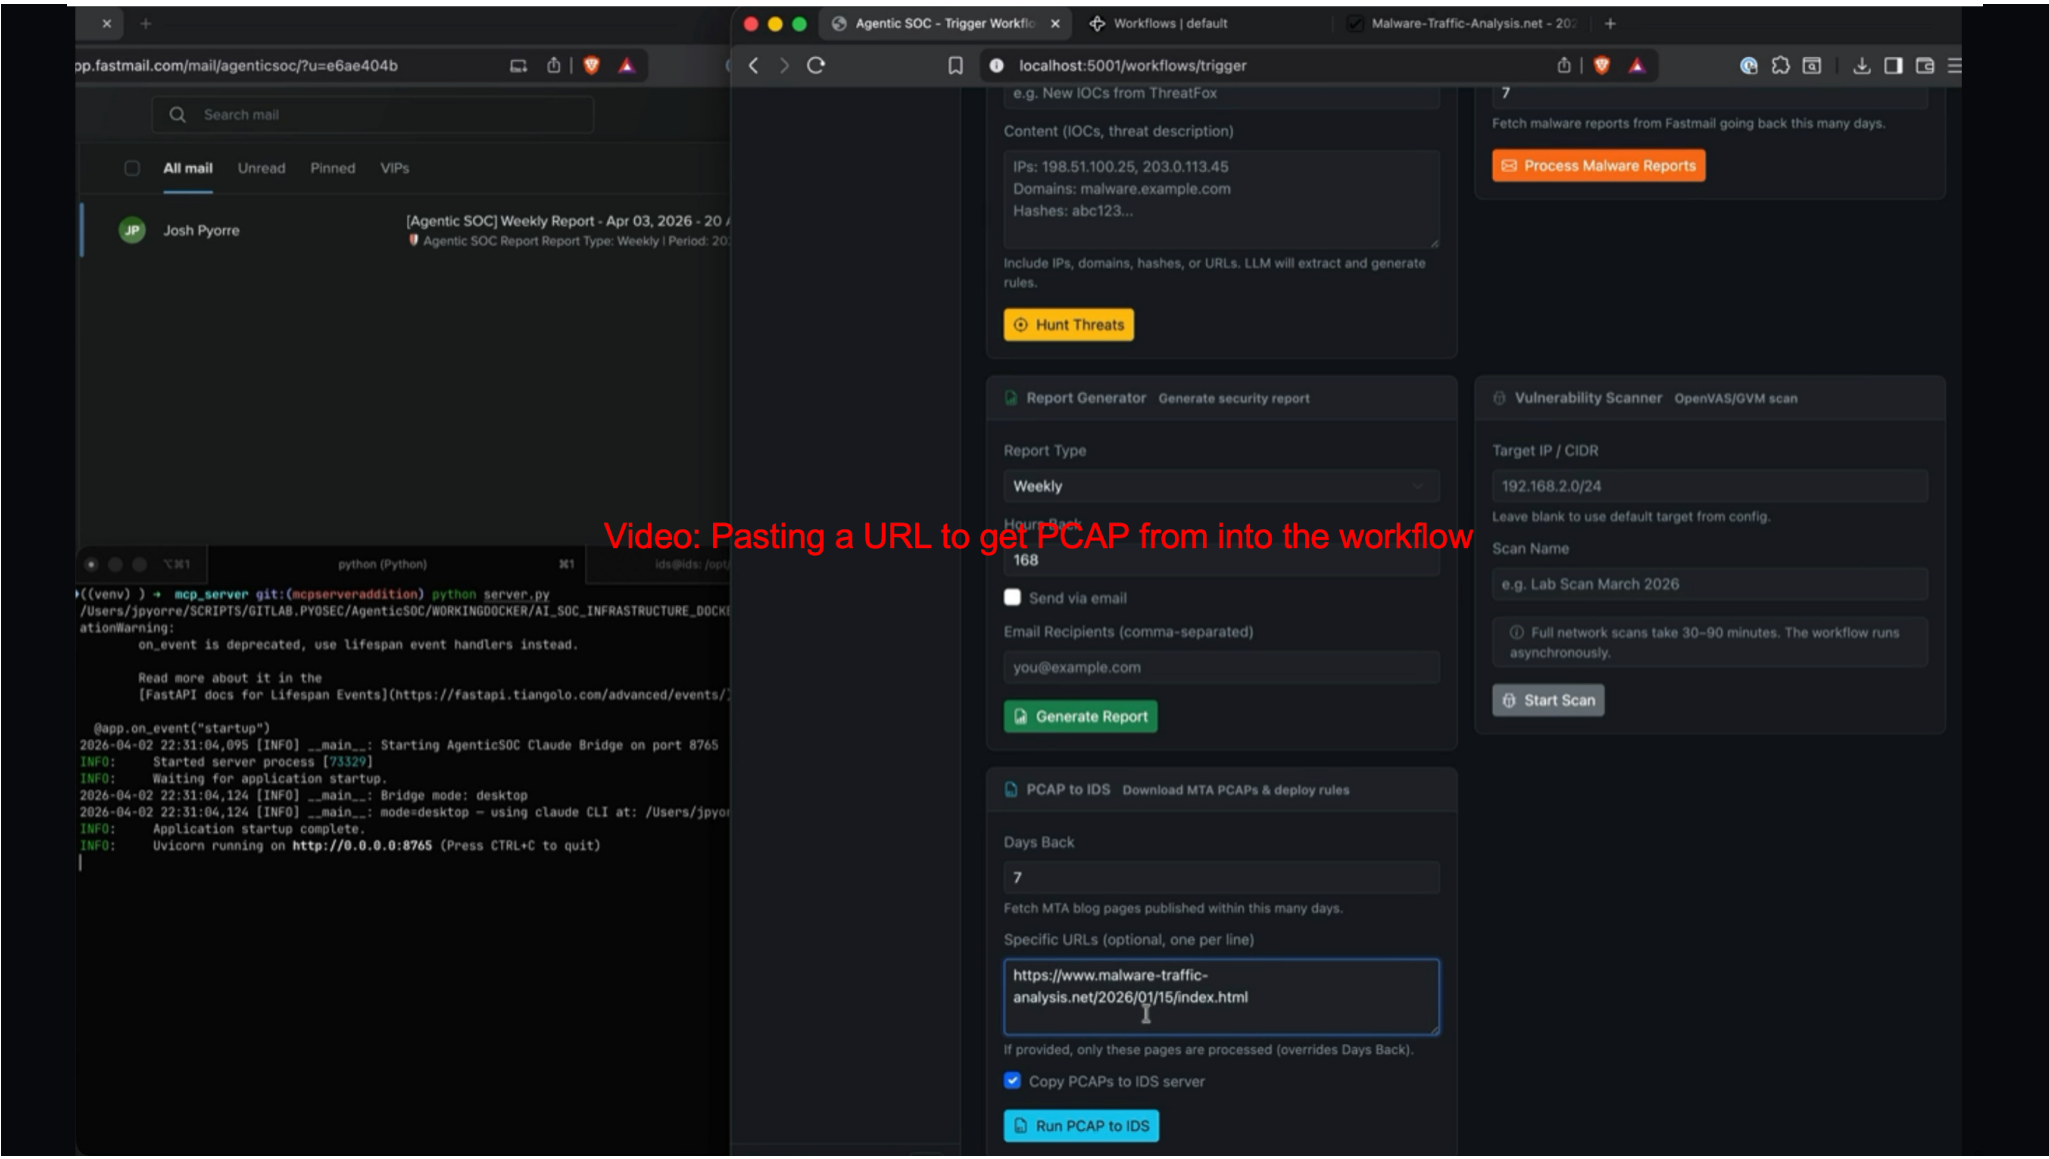 Agentic SOC - Trigger Workflo
Workflows | default
Malware-Traffic-Analysis.net - 202
op.fastmail.com/mail/agenticsoc/?u=e6ae404b
localhost:5001/workflows/trigger
Search mail
All mail
Unread
Pinned
VIPs
JP
Josh Pyorre
[Agentic SOC] Weekly Report - Apr 03, 2026 - 20 A
Agentic SOC Report Report Type: Weekly | Period: 20
⌥⌘1
python (Python)
⌘1
ids@ids: /opt/
((venv) ) → mcp_server git:(mcpserveraddition) python server.py
/Users/jpyorre/SCRIPTS/GITLAB.PYOSEC/AgenticSOC/WORKINGDOCKER/AI_SOC_INFRASTRUCTURE_DOCKE
ationWarning:
on_event is deprecated, use lifespan event handlers instead.
Read more about it in the
[FastAPI docs for Lifespan Events](https://fastapi.tiangolo.com/advanced/events/)
@app.on_event("startup")
2026-04-02 22:31:04,095 [INFO] __main__: Starting AgenticSOC Claude Bridge on port 8765
INFO: Started server process [73329]
INFO: Waiting for application startup.
2026-04-02 22:31:04,124 [INFO] __main__: Bridge mode: desktop
2026-04-02 22:31:04,124 [INFO] __main__: mode=desktop — using claude CLI at: /Users/jpyor
INFO: Application startup complete.
INFO: Uvicorn running on http://0.0.0.0:8765 (Press CTRL+C to quit)
e.g. New IOCs from ThreatFox
Content (IOCs, threat description)
IPs: 198.51.100.25, 203.0.113.45
Domains: malware.example.com
Hashes: abc123...
Include IPs, domains, hashes, or URLs. LLM will extract and generate
rules.
Hunt Threats
7
Fetch malware reports from Fastmail going back this many days.
Process Malware Reports
Report Generator Generate security report
Report Type
Weekly
Hours Back
Video: Pasting a URL to get PCAP from into the workflow
168
Send via email
Email Recipients (comma-separated)
you@example.com
Generate Report
Vulnerability Scanner OpenVAS/GVM scan
Target IP / CIDR
192.168.2.0/24
Leave blank to use default target from config.
Scan Name
e.g. Lab Scan March 2026
Full network scans take 30–90 minutes. The workflow runs
asynchronously.
Start Scan
PCAP to IDS Download MTA PCAPs & deploy rules
Days Back
7
Fetch MTA blog pages published within this many days.
Specific URLs (optional, one per line)
https://www.malware-traffic-
analysis.net/2026/01/15/index.html
If provided, only these pages are processed (overrides Days Back).
Copy PCAPs to IDS server
Run PCAP to IDS